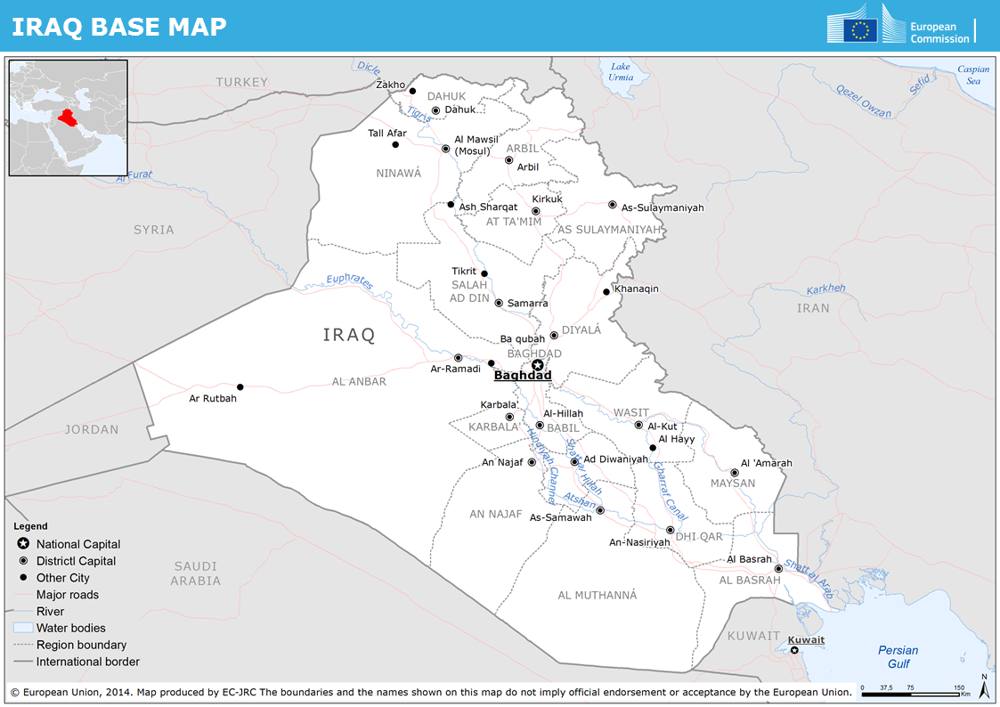 IRAQ BASE MAP
European
Commission
TURKEY
Dicle
Lake
Urmia
Caspian
Sea
Zakho
DAHUK
Dahuk
Qezel Owzan
Sefid
Tigris
Tall Afar
Al Mawsil
(Mosul)
ARBIL
Arbil
NINAWÁ
Al Furat
Ash Sharqat
Kirkuk
AT TA'MIM
As-Sulaymaniyah
AS SULAYMANIYAH
SYRIA
Tikrit
SALAH
AD DIN
Euphrates
Khanaqin
Karkheh
IRAN
Samarra
IRAQ
Ba qubah
DIYALÁ
BAGHDAD
Baghdad
Ar-Ramadi
AL ANBAR
Ar Rutbah
JORDAN
Karbala'
KARBALA'
Al-Hillah
BABIL
WASIT
Al-Kut
Al Hayy
Hindiyah Channel
Shatt al Hillah
An Najaf
Ad Diwaniyah
Gharraf Canal
Al 'Amarah
MAYSAN
AN NAJAF
Atshan
As-Samawah
An-Nasiriyah
DHI QAR
Al Basrah
AL BASRAH
Shatt al Arab
SAUDI
ARABIA
AL MUTHANNÁ
KUWAIT
Kuwait
Persian
Gulf
Legend
National Capital
Districtl Capital
Other City
Major roads
River
Water bodies
Region boundary
International border
© European Union, 2014. Map produced by EC-JRC The boundaries and the names shown on this map do not imply official endorsement or acceptance by the European Union.
0 37,5 75 150
Km
N